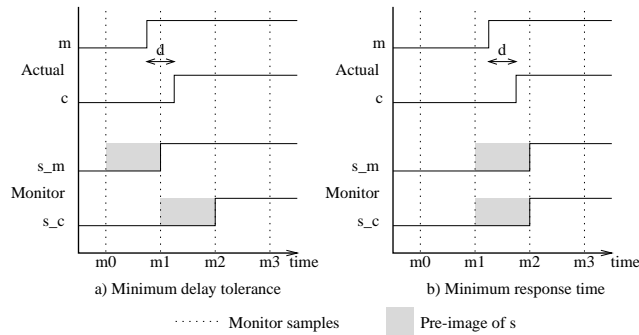 m
d
Actual
c
s_m
Monitor
s_c
m0 m1 m2 m3 time
a) Minimum delay tolerance
m
d
Actual
c
s_m
Monitor
s_c
m0 m1 m2 m3 time
b) Minimum response time
Monitor samples
Pre-image of s